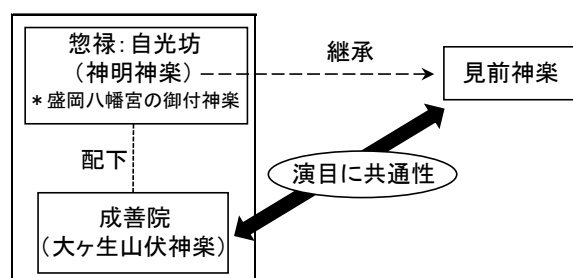 惣禄：自光坊
（神明神楽）
＊盛岡八幡宮の御付神楽
継承
見前神楽
配下
演目に共通性
成善院
（大ヶ生山伏神楽）